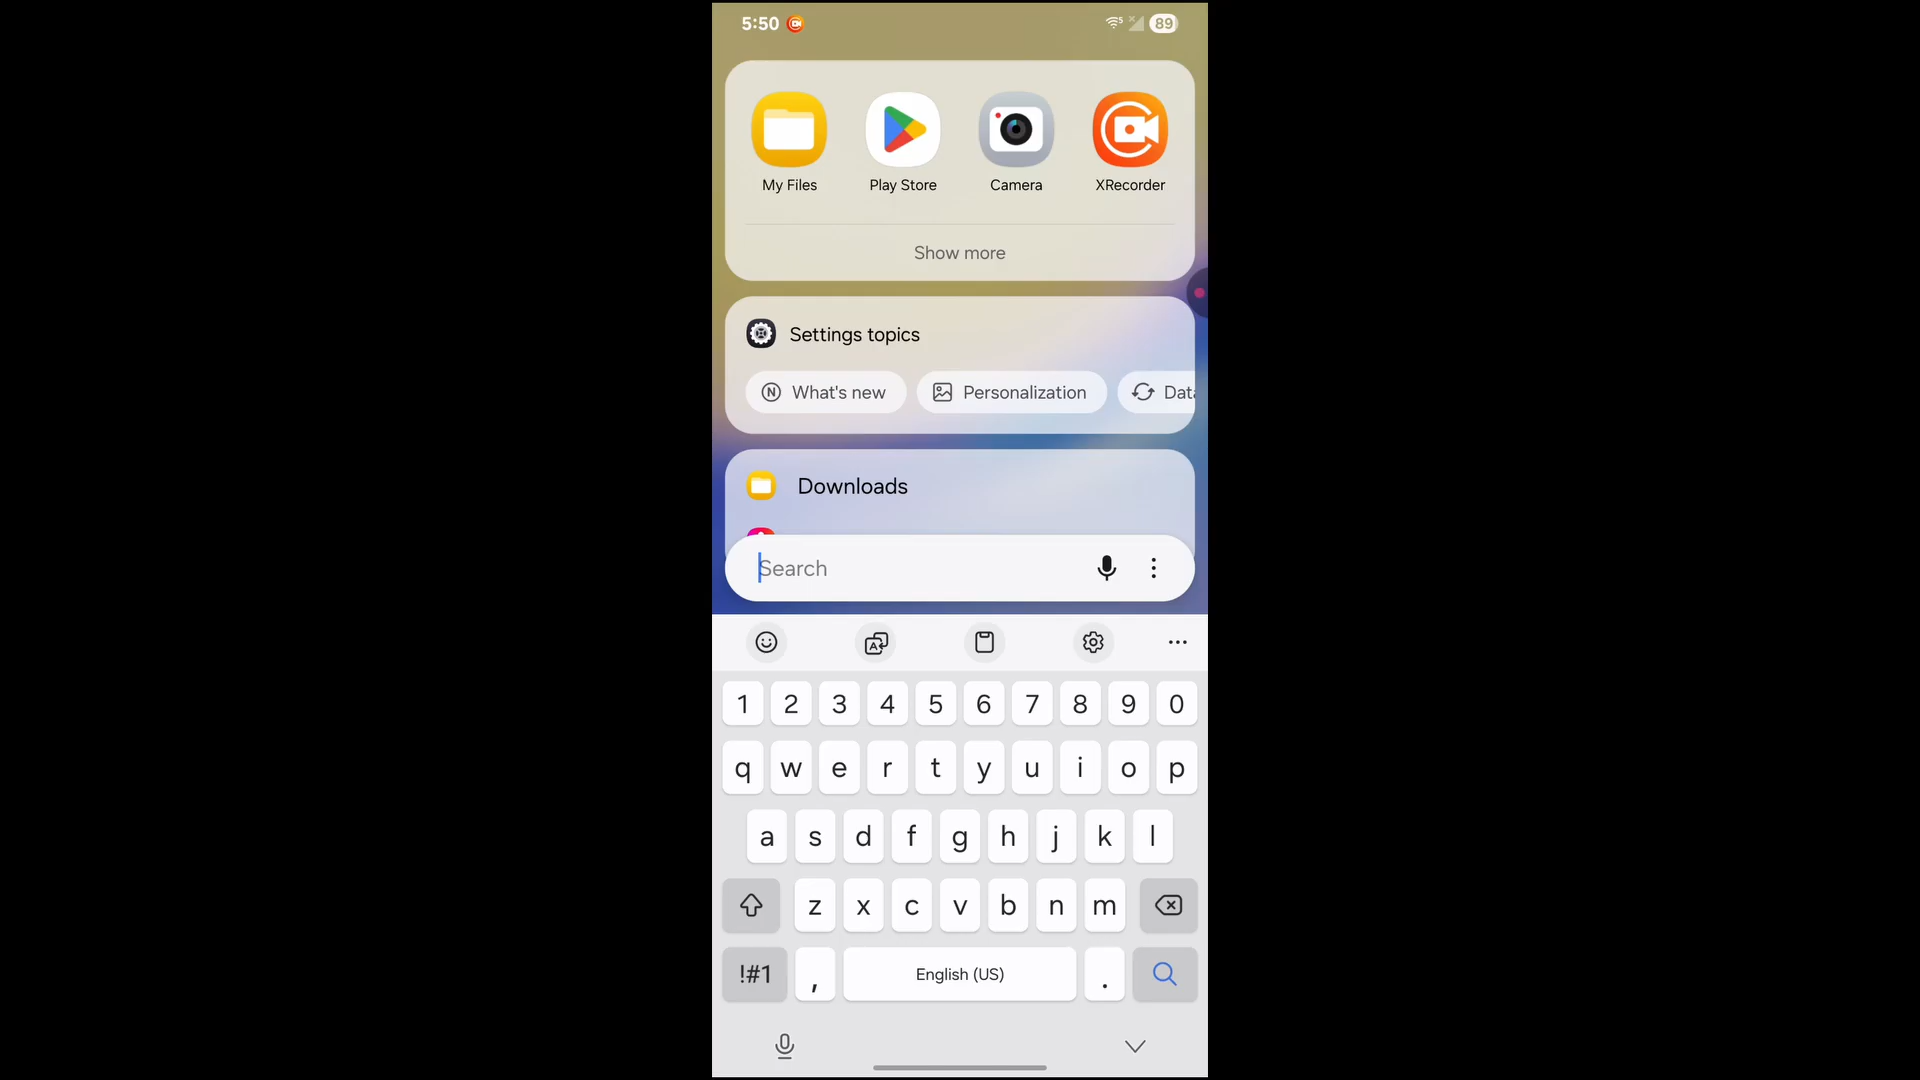 5:50 89
My Files Play Store Camera XRecorder
Show more
Settings topics
What's new Personalization Data
Downloads
Search
1 2 3 4 5 6 7 8 9 0
q w e r t y u i o p
a s d f g h j k l
z x c v b n m
!#1 , English (US) .